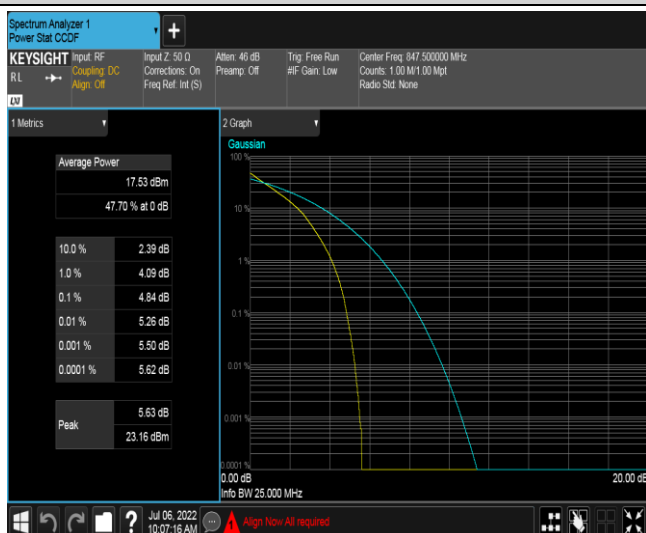 Spectrum Analyzer 1
Power Stat CCDF
KEYSIGHT
R L
LXI
Input: RF
Coupling: DC
Align: Off
Input Z: 50 Ω
Corrections: On
Freq Ref: Int (S)
Atten: 46 dB
Preamp: Off
Trig: Free Run
#IF Gain: Low
Center Freq: 847.500000 MHz
Counts: 1.00 M/1.00 Mpt
Radio Std: None
1 Metrics
Average Power
17.53 dBm
47.70 % at 0 dB
10.0 % 2.39 dB
1.0 % 4.09 dB
0.1 % 4.84 dB
0.01 % 5.26 dB
0.001 % 5.50 dB
0.0001 % 5.62 dB
Peak
5.63 dB
23.16 dBm
2 Graph
Gaussian
100 %
10 %
1 %
0.1 %
0.01 %
0.001 %
0.0001 %
0.00 dB 20.00 dB
Info BW 25.000 MHz
?
Jul 06, 2022
10:07:16 AM
Align Now All required